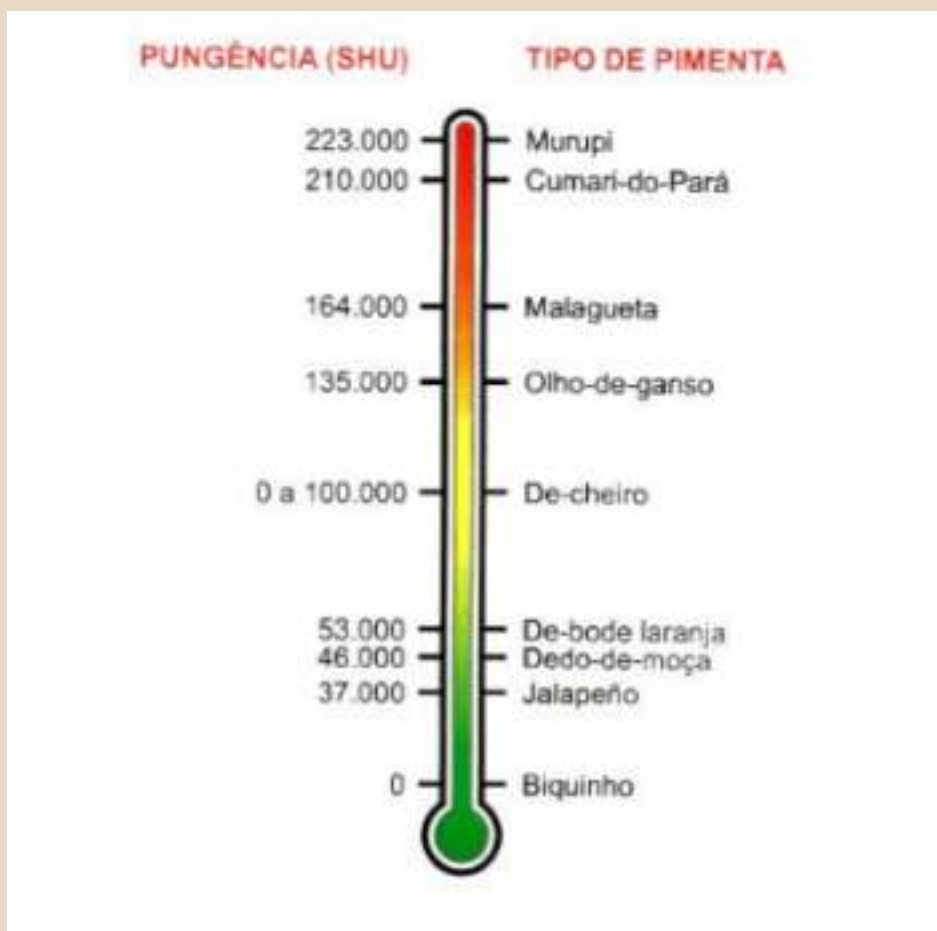 PUNGÊNCIA (SHU) TIPO DE PIMENTA
223.000 Murupi
210.000 Cumari-do-Pará
164.000 Malagueta
135.000 Olho-de-ganso
0 a 100.000 De-cheiro
53.000 De-bode laranja
46.000 Dedo-de-moça
37.000 Jalapeño
0 Biquinho